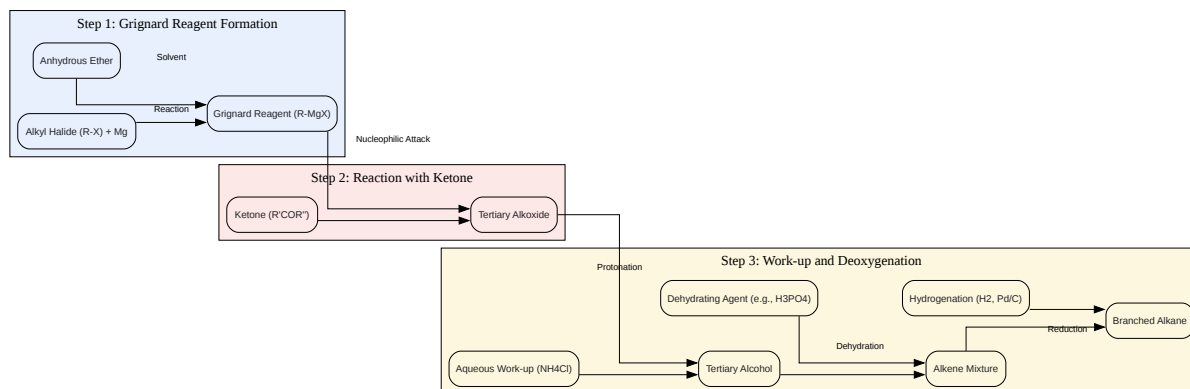 Step 1: Grignard Reagent Formation
Anhydrous Ether
Solvent
Reaction
Grignard Reagent (R-MgX)
Alkyl Halide (R-X) + Mg
Nucleophilic Attack
Step 2: Reaction with Ketone
Ketone (R'COR")
Tertiary Alkoxide
Step 3: Work-up and Deoxygenation
Protonation
Dehydrating Agent (e.g., H3PO4)
Hydrogenation (H2, Pd/C)
Branched Alkane
Reduction
Dehydration
Aqueous Work-up (NH4Cl)
Tertiary Alcohol
Alkene Mixture